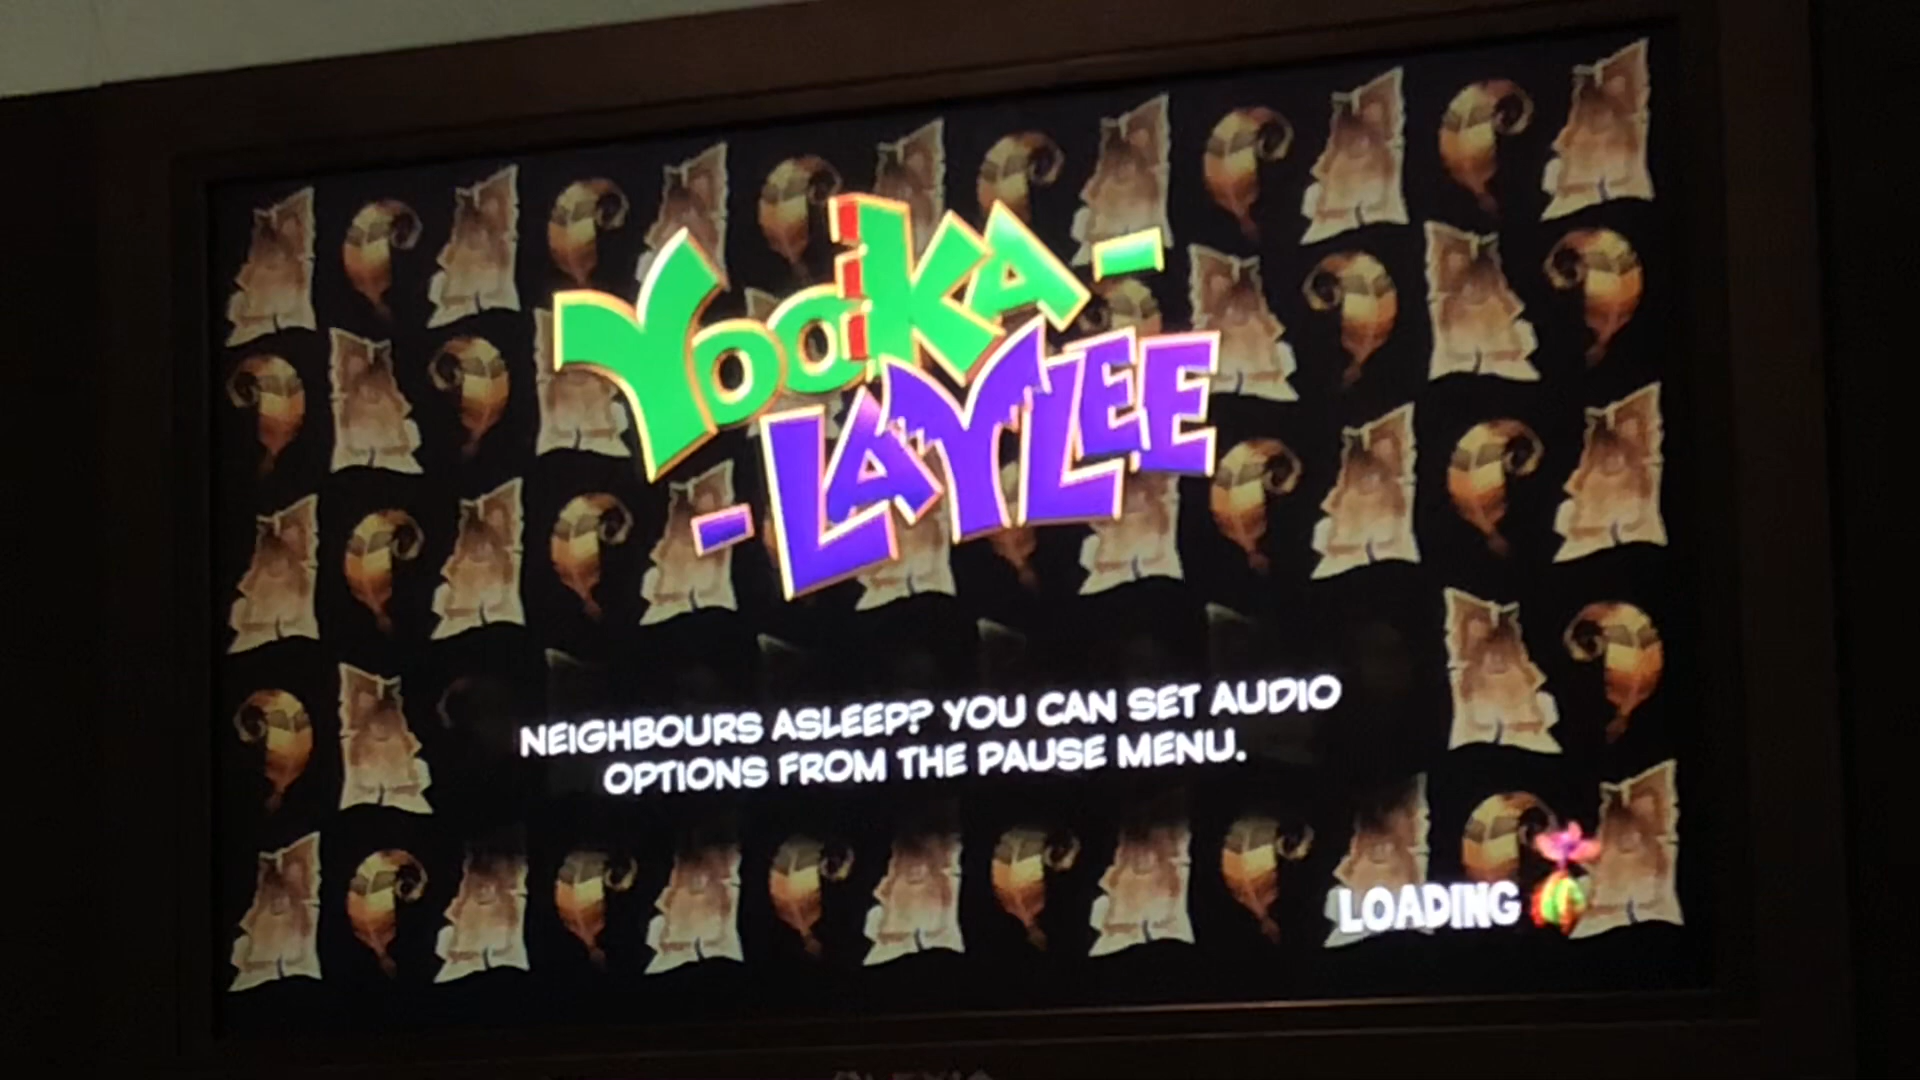 YOOKA-
-LAYLEE
NEIGHBOURS ASLEEP? YOU CAN SET AUDIO
OPTIONS FROM THE PAUSE MENU.
LOADING